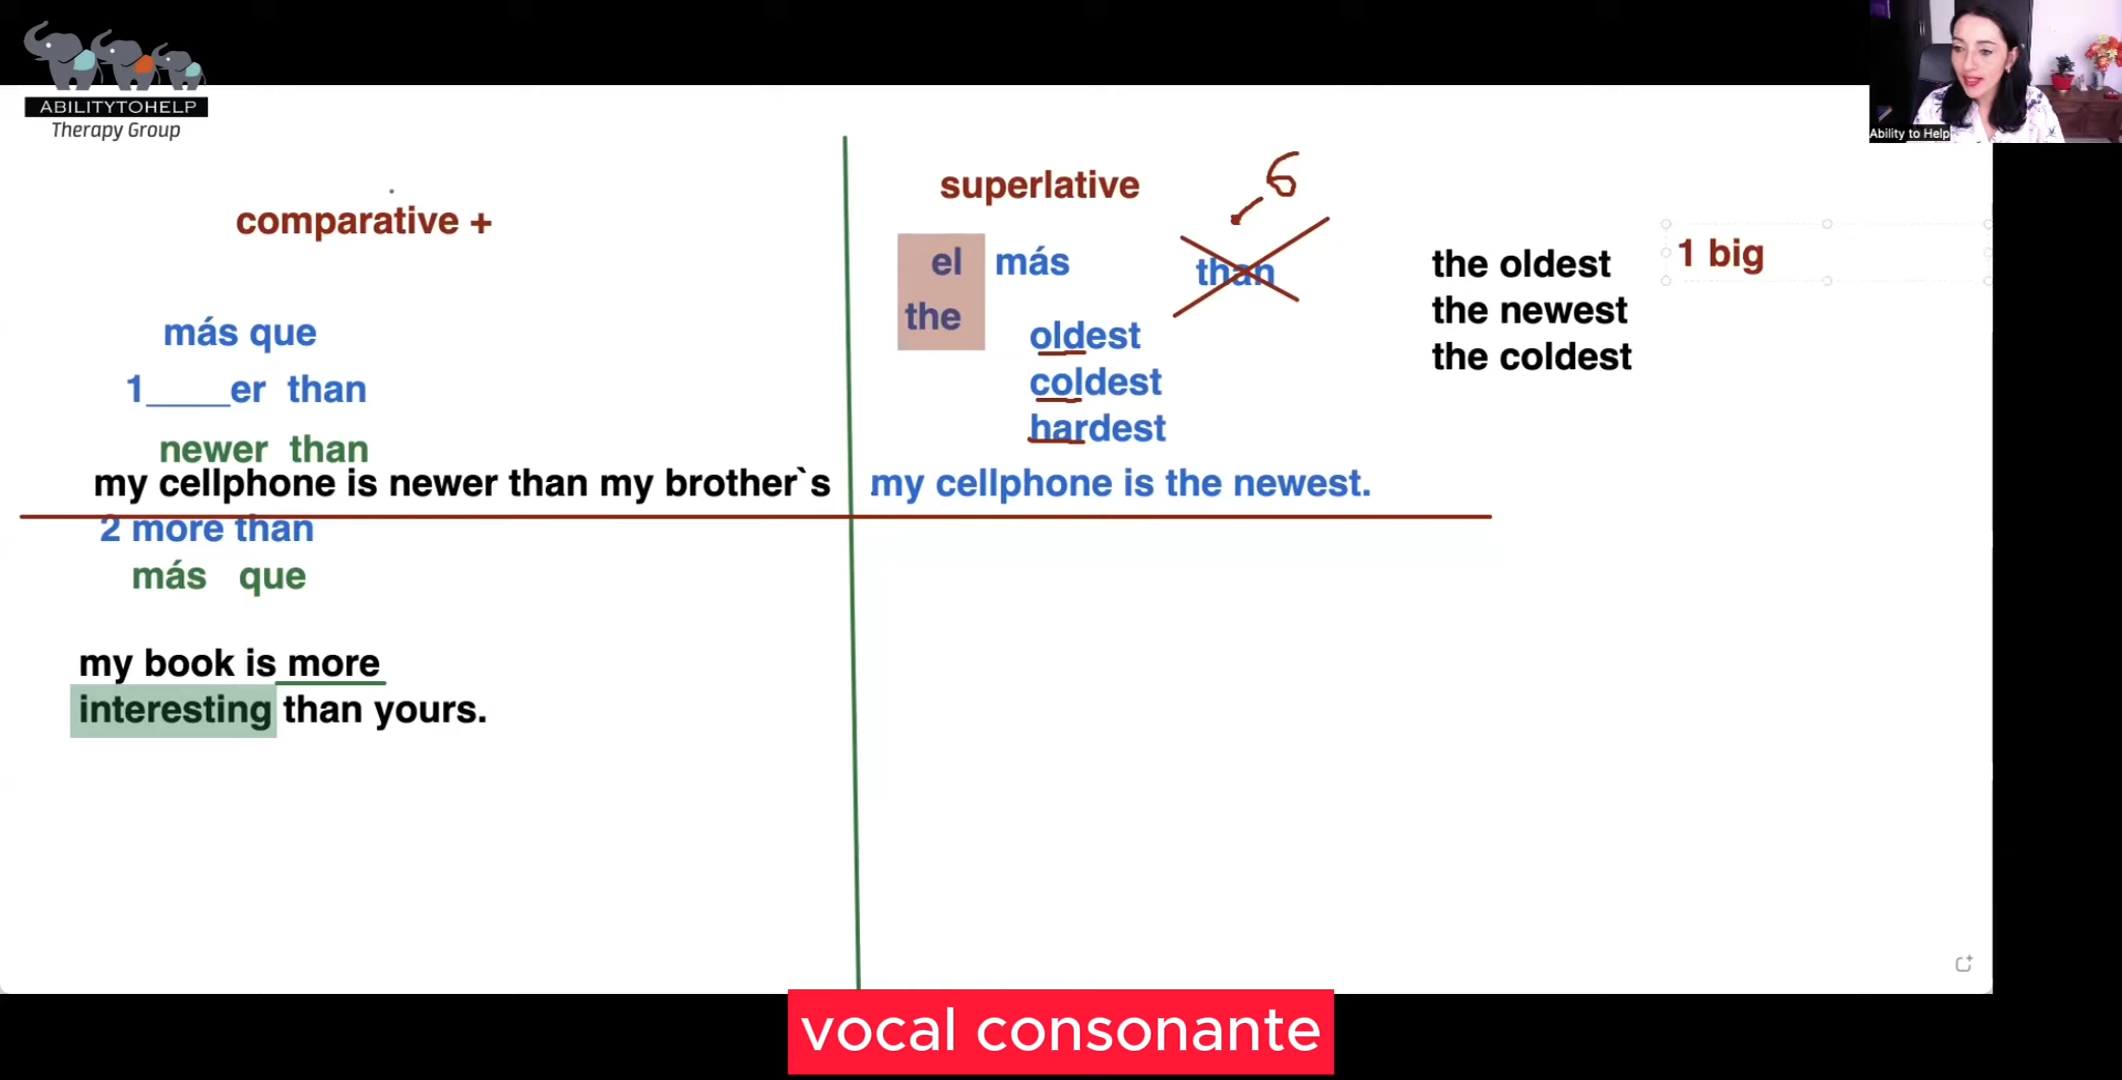 ABILITYTOHELP
Therapy Group
Ability to Help
comparative +
más que
1____er than
newer than
my cellphone is newer than my brother`s
2 more than
más que
my book is more
interesting than yours.
superlative
6
el más than
the
oldest
coldest
hardest
my cellphone is the newest.
the oldest
the newest
the coldest
1 big
vocal consonante